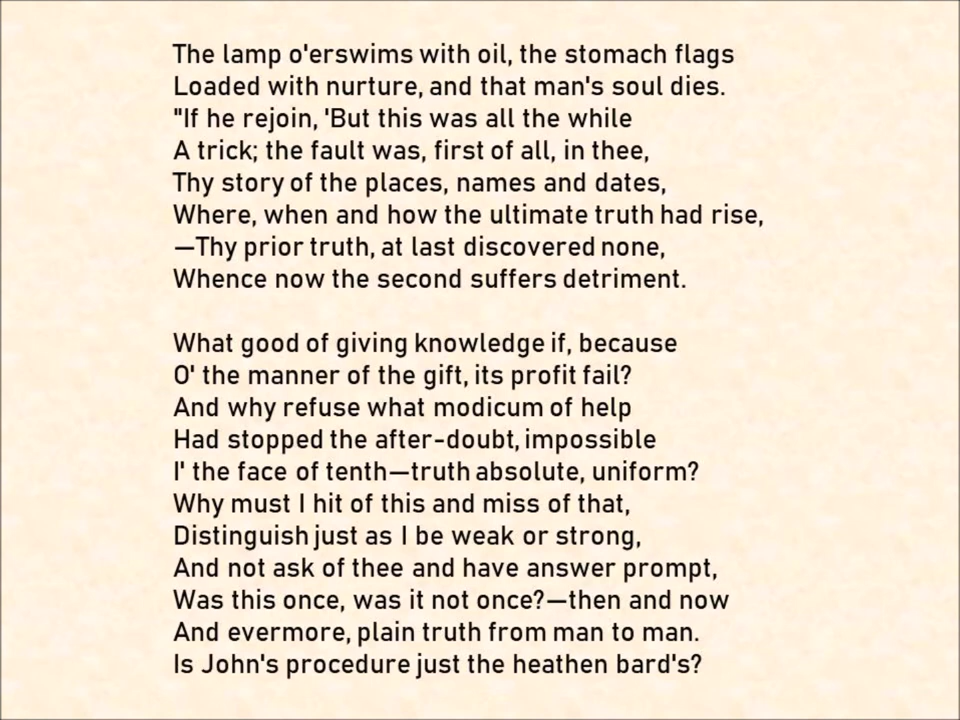 The lamp o'erswims with oil, the stomach flags
Loaded with nurture, and that man's soul dies.
"If he rejoin, 'But this was all the while
A trick; the fault was, first of all, in thee,
Thy story of the places, names and dates,
Where, when and how the ultimate truth had rise,
—Thy prior truth, at last discovered none,
Whence now the second suffers detriment.

What good of giving knowledge if, because
O' the manner of the gift, its profit fail?
And why refuse what modicum of help
Had stopped the after-doubt, impossible
I' the face of tenth—truth absolute, uniform?
Why must I hit of this and miss of that,
Distinguish just as I be weak or strong,
And not ask of thee and have answer prompt,
Was this once, was it not once?—then and now
And evermore, plain truth from man to man.
Is John's procedure just the heathen bard's?